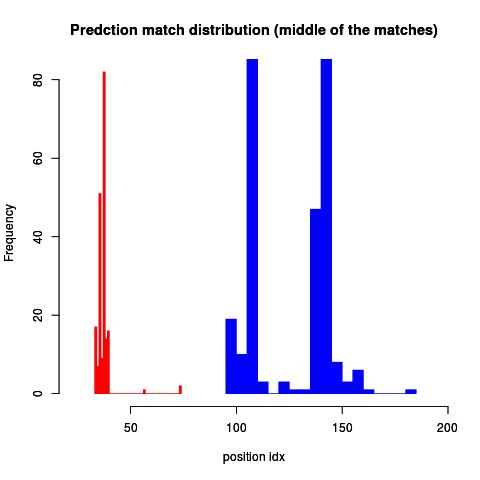 Predction match distribution (middle of the matches)
Frequency
80
60
40
20
0
50 100 150 200
position idx